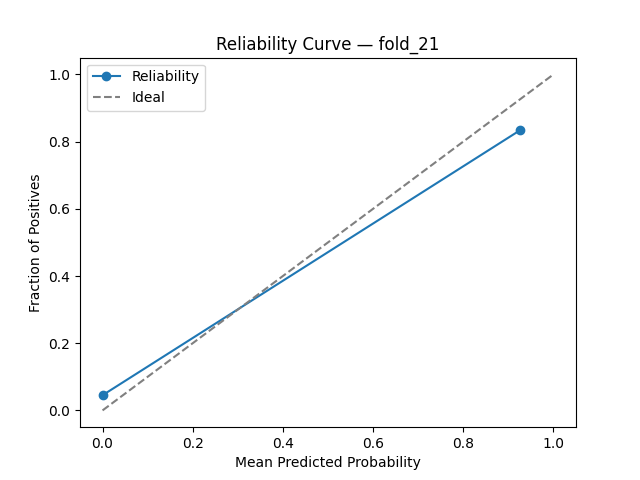 Reliability Curve — fold_21
Reliability
Ideal
Fraction of Positives
1.0
0.8
0.6
0.4
0.2
0.0
0.0 0.2 0.4 0.6 0.8 1.0
Mean Predicted Probability